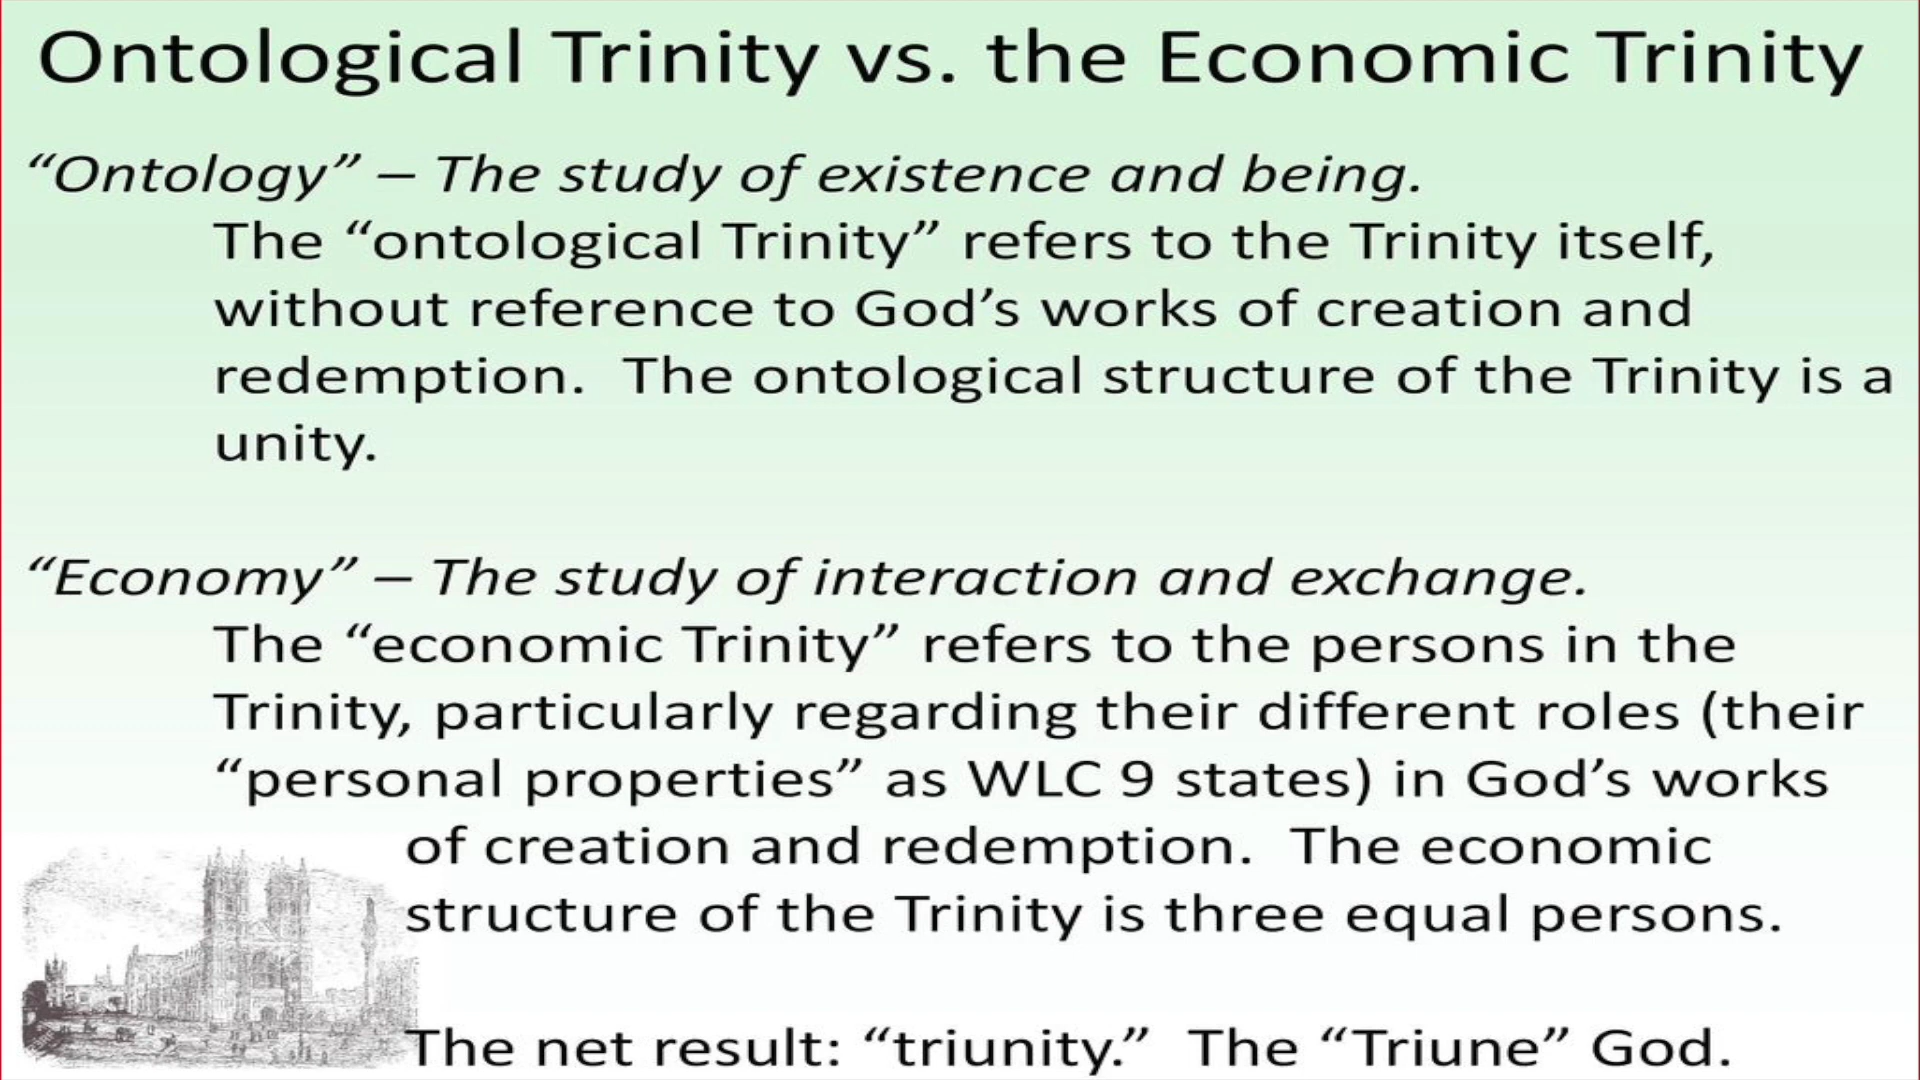 Ontological Trinity vs. the Economic Trinity
“Ontology” – The study of existence and being.
The “ontological Trinity” refers to the Trinity itself,
without reference to God’s works of creation and
redemption.  The ontological structure of the Trinity is a
unity.
“Economy” – The study of interaction and exchange.
The “economic Trinity” refers to the persons in the
Trinity, particularly regarding their different roles (their
“personal properties” as WLC 9 states) in God’s works
of creation and redemption.  The economic
structure of the Trinity is three equal persons.
The net result: “triunity.”  The “Triune” God.